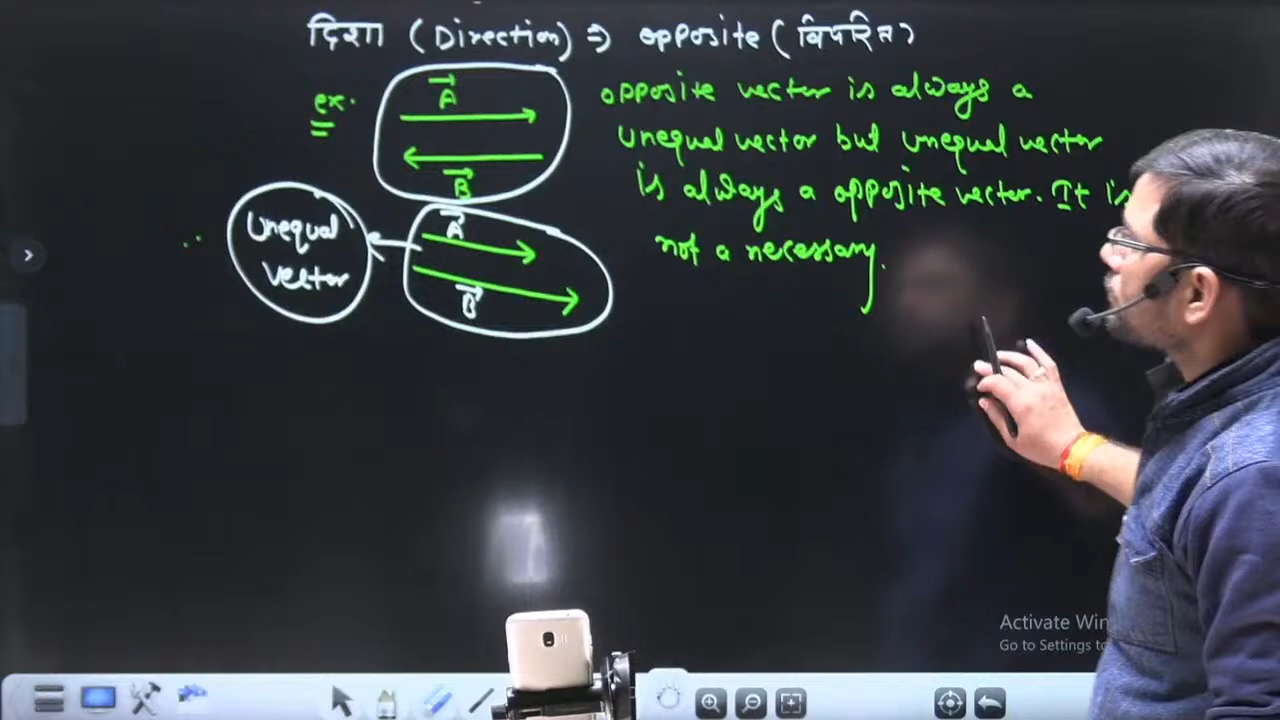 दिशा (Direction) ⇒ opposite (विपरित)
ex.
A
B
opposite vector is always a
unequal vector but unequal vector
is always a opposite vector. It is
not a necessary.
Unequal
vector
A
B
Activate Win
Go to Settings to